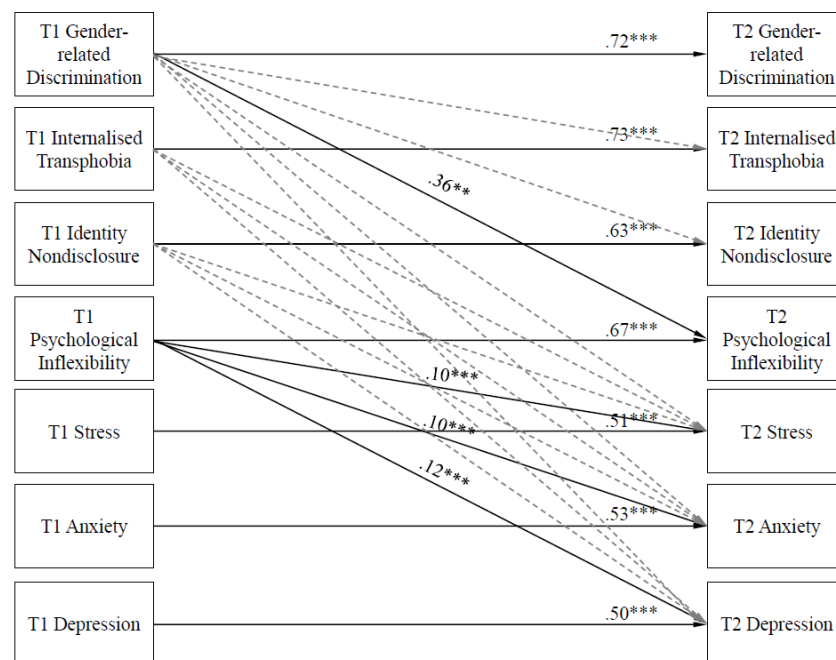 T1 Gender-
related
Discrimination
.72***
T2 Gender-
related
Discrimination
T1 Internalised
Transphobia
.73***
T2 Internalised
Transphobia
.36**
T1 Identity
Nondisclosure
.63***
T2 Identity
Nondisclosure
T1
Psychological
Inflexibility
.67***
T2
Psychological
Inflexibility
.10***
T1 Stress
.10***
.51***
T2 Stress
.12***
T1 Anxiety
.53***
T2 Anxiety
T1 Depression
.50***
T2 Depression